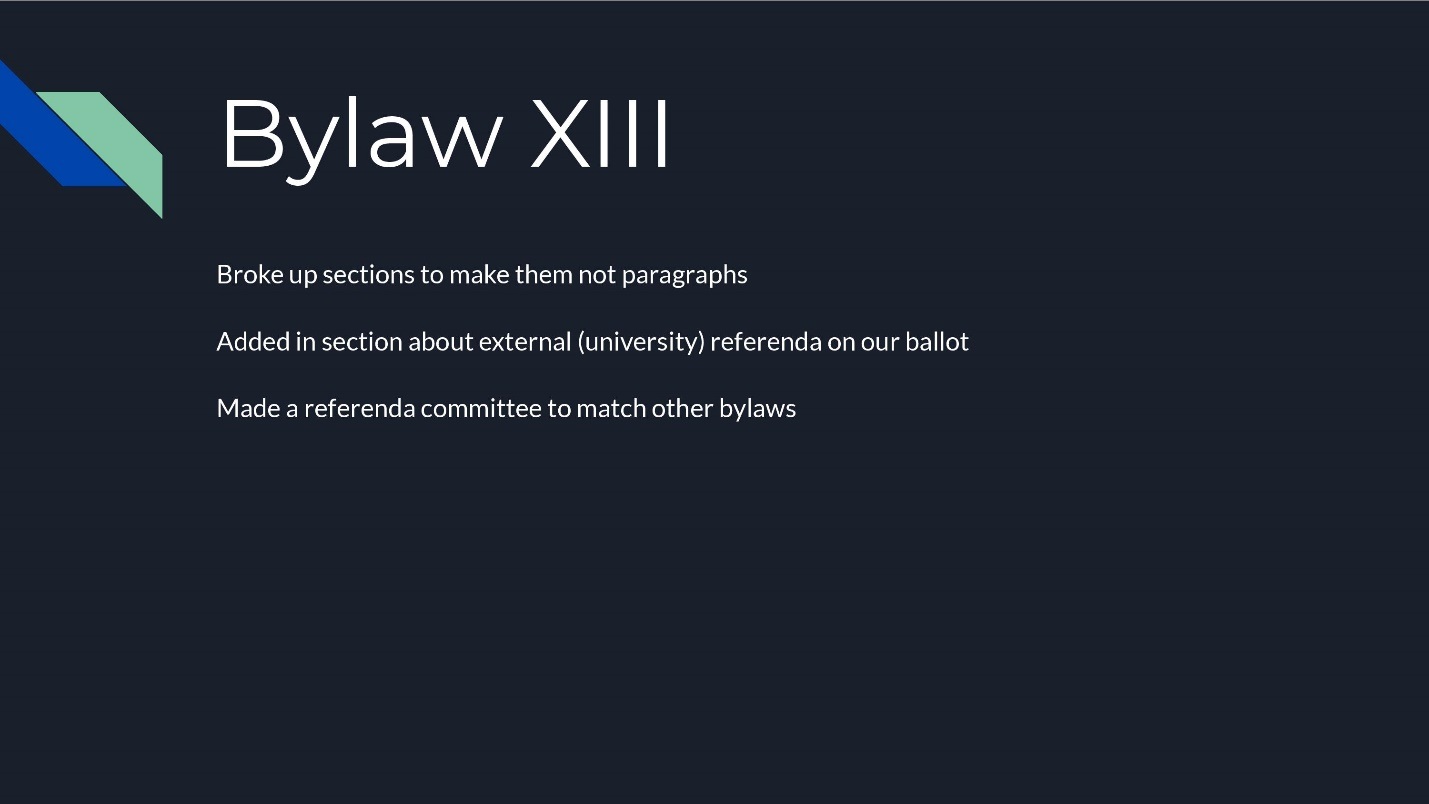 Bylaw XIII
Broke up sections to make them not paragraphs
Added in section about external (university) referenda on our ballot
Made a referenda committee to match other bylaws